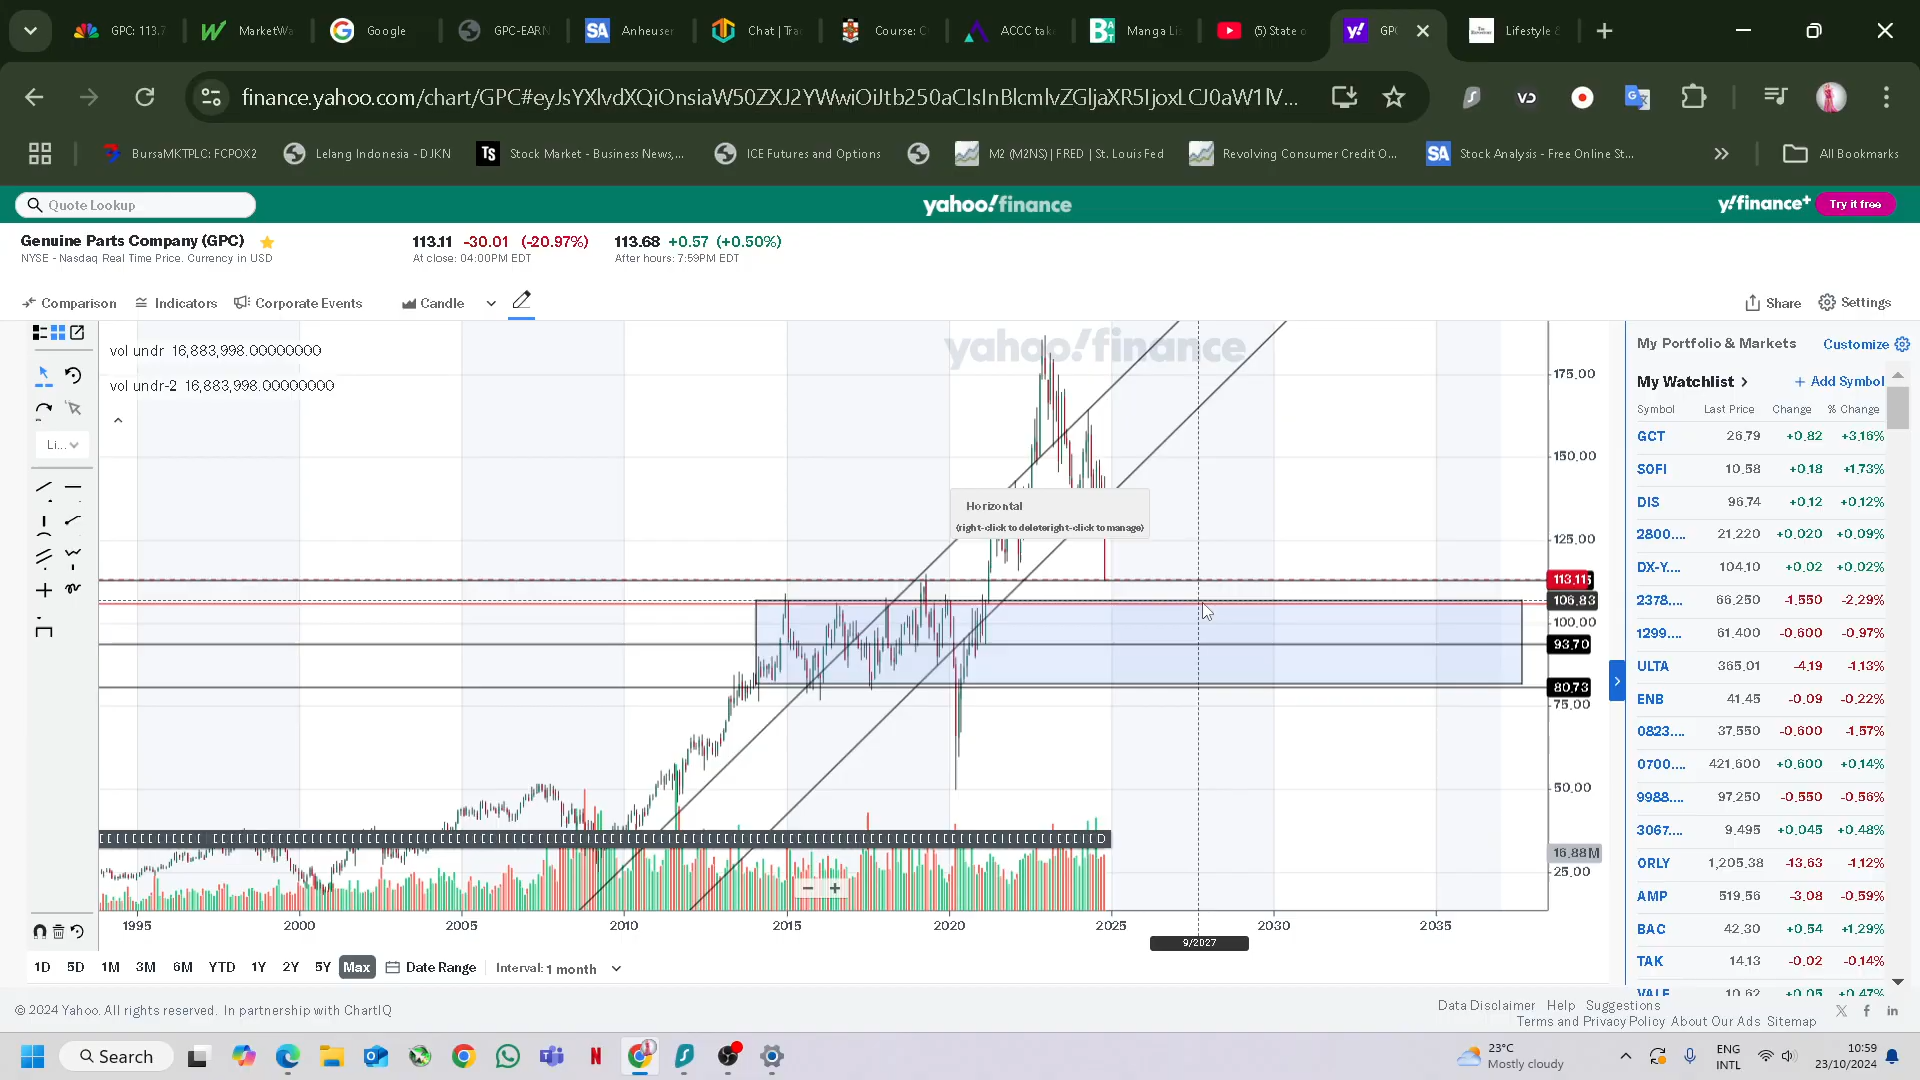 GPC: 113.7
MarketWa
Google
GPC-EARN
SA
Anheuser
Chat | Tra
Course: C
ACCC tak
BA
Manga Li
(5) State o
y!
GP
Lifestyle &
finance.yahoo.com/chart/GPC#eyJsYXlvdXQiOnsiaW50ZXJ2YWwiOiJtb250aCIsInBlcmlvZGljaXR5IjoxLCJ0aW1lV...
VD
BursaMKTPLC: FCPOX2
Lelang Indonesia - DJKN
TS
Stock Market - Business News,...
ICE Futures and Options
M2 (M2NS) | FRED | St. Louis Fed
Revolving Consumer Credit O...
SA
Stock Analysis - Free Online St...
All Bookmarks
Quote Lookup
yahoo!finance
y!finance+
Try it free
Genuine Parts Company (GPC)
113.11 -30.01 (-20.97%)
113.68 +0.57 (+0.50%)
NYSE - Nasdaq Real Time Price. Currency in USD
At close: 04:00PM EDT
After hours: 7:59PM EDT
Comparison
Indicators
Corporate Events
Candle
Share
Settings
vol undr 16,883,998.00000000
vol undr-2 16,883,998.00000000
yahoo!finance
Li...
Horizontal
(right-click to deleteright-click to manage)
175.00
150.00
125.00
106.83
100.00
93.70
80.73
75.00
50.00
16.88M
25.00
1995
2000
2005
2010
2015
2020
2025
2030
2035
9/2027
1D
5D
1M
3M
6M
YTD
1Y
2Y
5Y
Max
Date Range
Interval: 1 month
My Portfolio & Markets
Customize
My Watchlist
+ Add Symbol
Symbol Last Price Change % Change
GCT 26.79 +0.82 +3.16%
SOFI 10.58 +0.18 +1.73%
DIS 96.74 +0.12 +0.12%
2800.... 21.220 +0.020 +0.09%
DX-Y.... 104.10 +0.02 +0.02%
2378.... 66.250 -1.550 -2.29%
1299.... 61.400 -0.600 -0.97%
ULTA 365.01 -4.19 -1.13%
ENB 41.45 -0.09 -0.22%
0823.... 37.550 -0.600 -1.57%
0700.... 421.600 +0.600 +0.14%
9988.... 97.250 -0.550 -0.56%
3067.... 9.495 +0.045 +0.48%
ORLY 1,205.38 -13.63 -1.12%
AMP 519.56 -3.08 -0.59%
BAC 42.30 +0.54 +1.29%
TAK 14.13 -0.02 -0.14%
VALE 10.62 +0.05 +0.47%
© 2024 Yahoo. All rights reserved. In partnership with ChartIQ
Data Disclaimer Help Suggestions
Terms and Privacy Policy About Our Ads Sitemap
Search
23°C
Mostly cloudy
ENG
INTL
10:59
23/10/2024